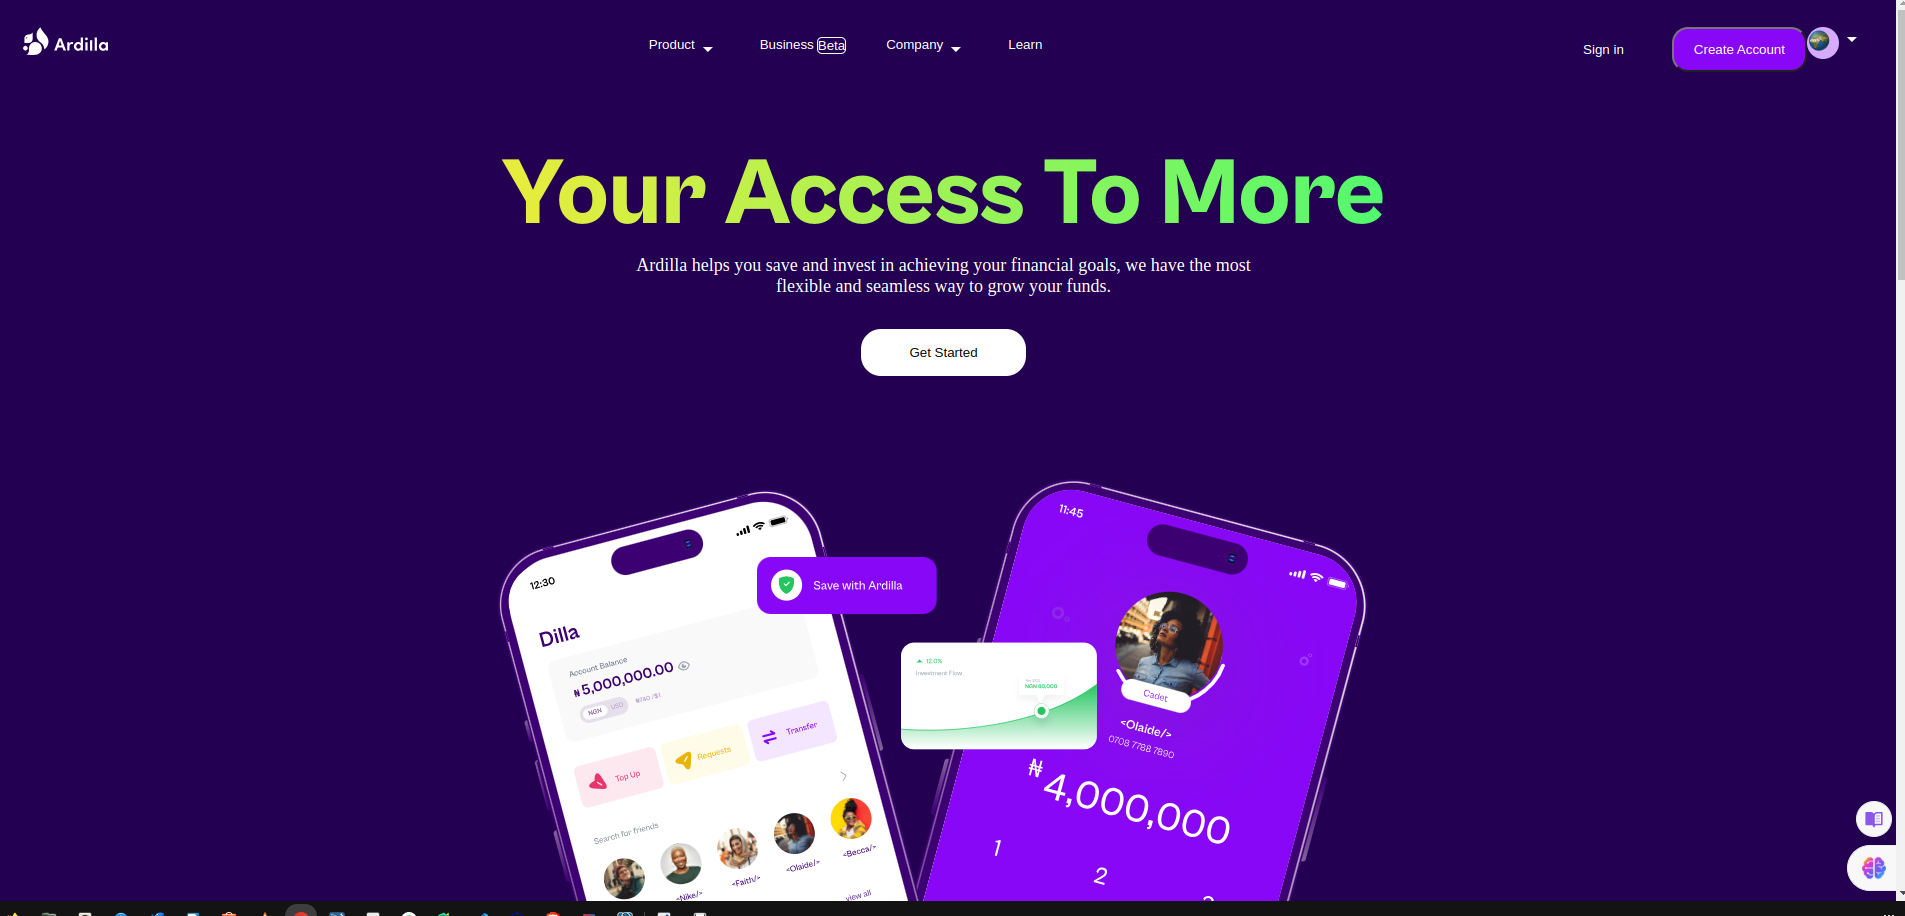 Ardilla
Product
Business Beta
Company
Learn
Sign in
Create Account
Your Access To More
Ardilla helps you save and invest in achieving your financial goals, we have the most
flexible and seamless way to grow your funds.
Get Started
12:30
Dilla
Account Balance
₦5,000,000.00
NGN USD ₦740 /$1
Top Up
Requests
Transfer
Search for friends
<Nike/>
<Faith/>
<Olaide/>
<Becca/>
view all
Save with Ardilla
12.0%
Investment Flow
NGN 60,000
11:45
Cadet
<Olaide/>
0708 7788 7890
₦4,000,000
1
2